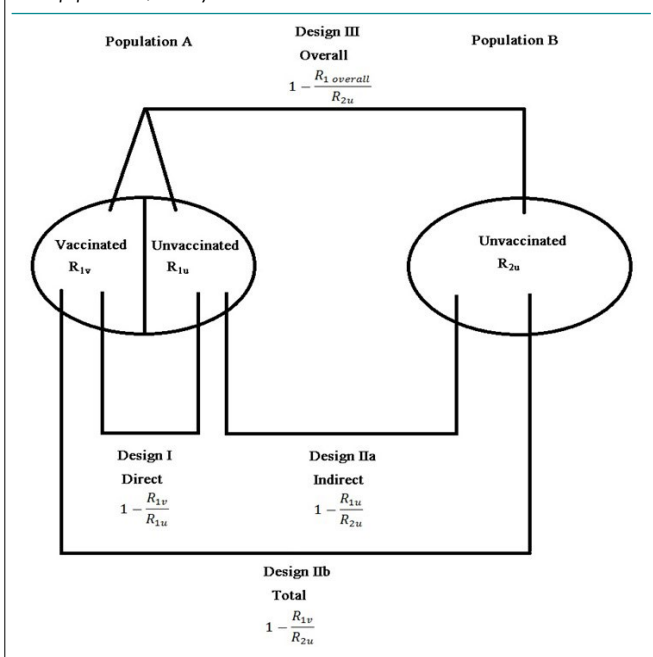 Population A
Design III
Population B
Overall
1 − R1 overall / R2u
Vaccinated
R1v
Unvaccinated
R1u
Unvaccinated
R2u
Design I
Direct
1 − R1v / R1u
Design IIa
Indirect
1 − R1u / R2u
Design IIb
Total
1 − R1v / R2u